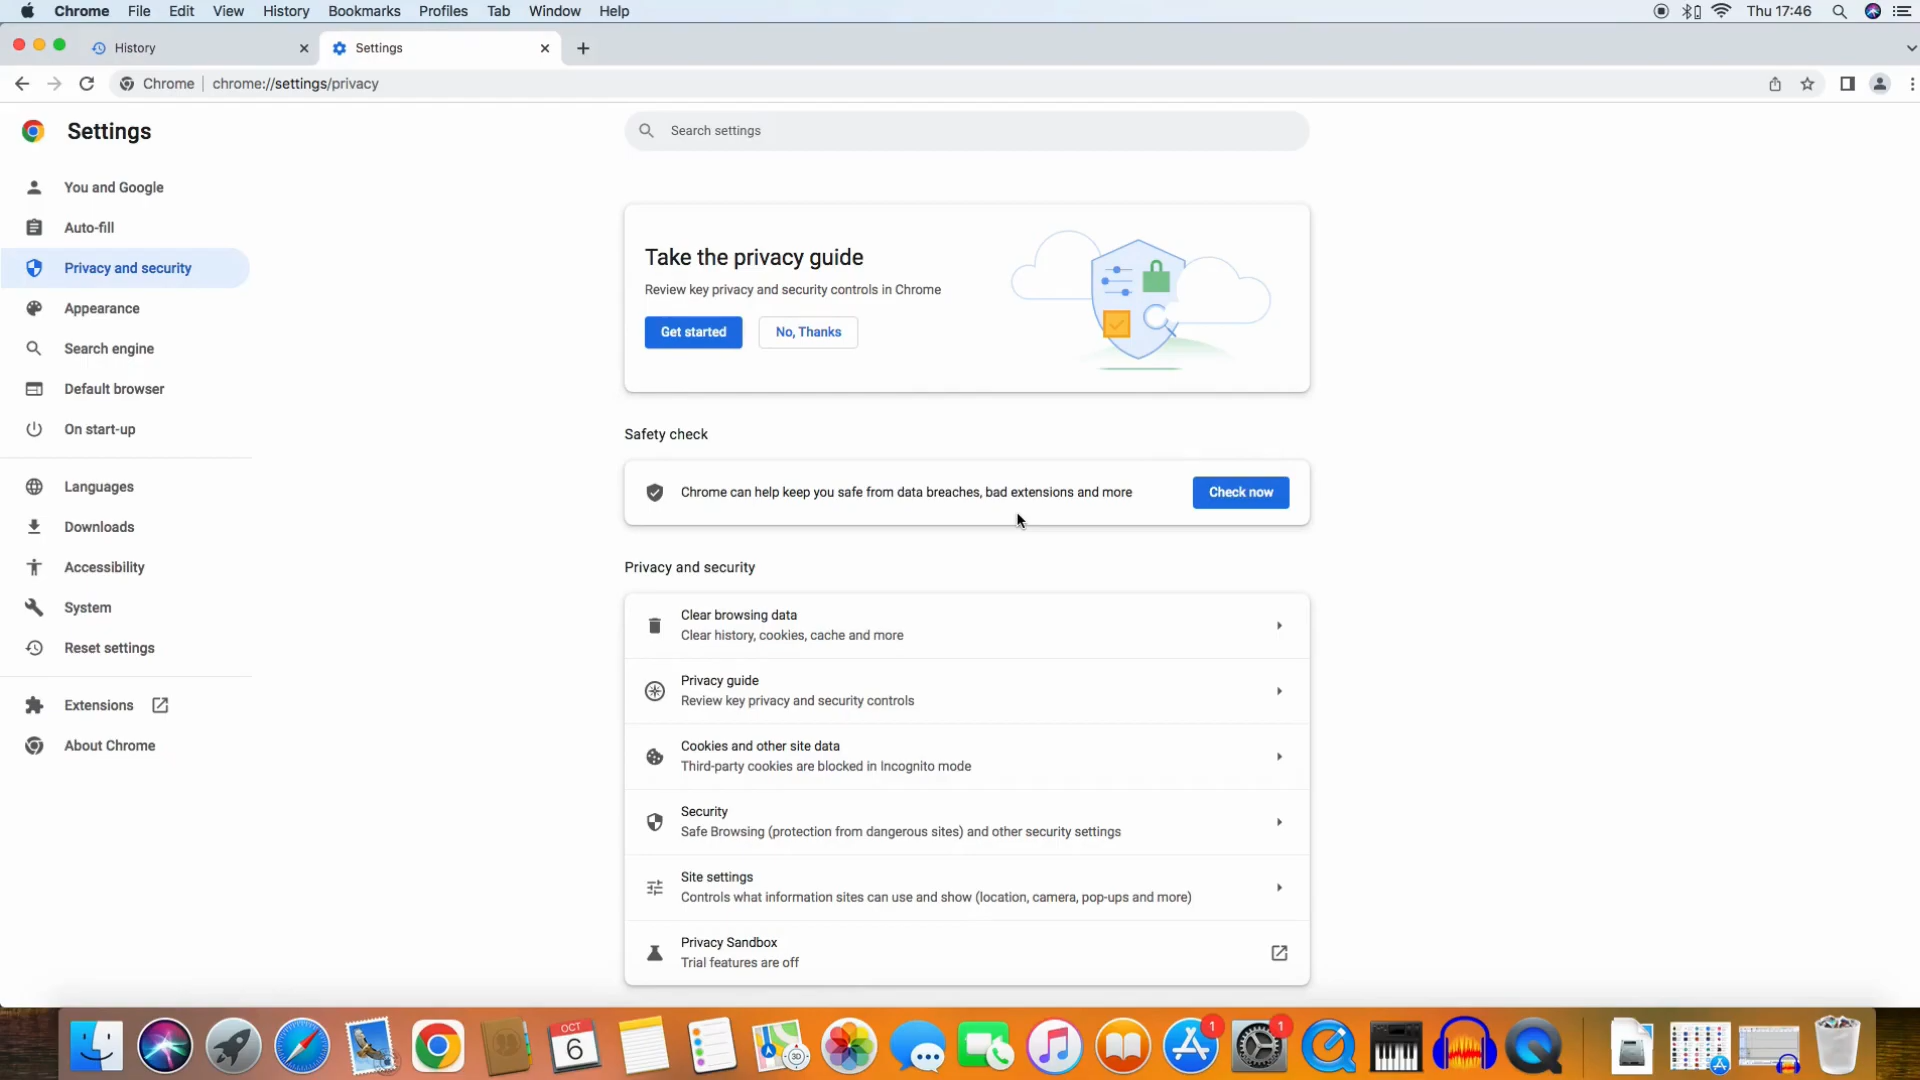 Chrome File Edit View History Bookmarks Profiles Tab Window Help Thu 17:46
History Settings
Chrome chrome://settings/privacy
Settings
Search settings
You and Google
Auto-fill
Privacy and security
Appearance
Search engine
Default browser
On start-up
Languages
Downloads
Accessibility
System
Reset settings
Extensions
About Chrome
Take the privacy guide
Review key privacy and security controls in Chrome
Get started No, Thanks
Safety check
Chrome can help keep you safe from data breaches, bad extensions and more Check now
Privacy and security
Clear browsing data
Clear history, cookies, cache and more
Privacy guide
Review key privacy and security controls
Cookies and other site data
Third-party cookies are blocked in Incognito mode
Security
Safe Browsing (protection from dangerous sites) and other security settings
Site settings
Controls what information sites can use and show (location, camera, pop-ups and more)
Privacy Sandbox
Trial features are off
OCT
6
3D
1
1